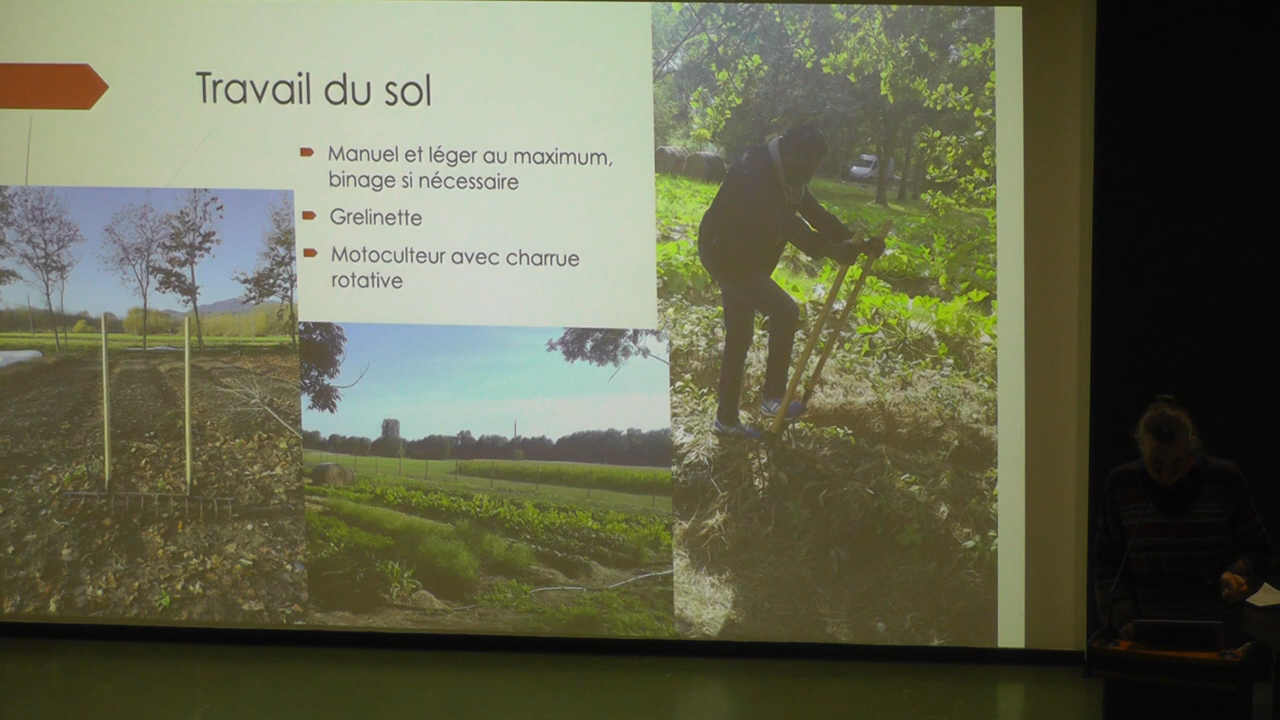 Travail du sol
Manuel et léger au maximum,
binage si nécessaire
Grelinette
Motoculteur avec charrue
rotative